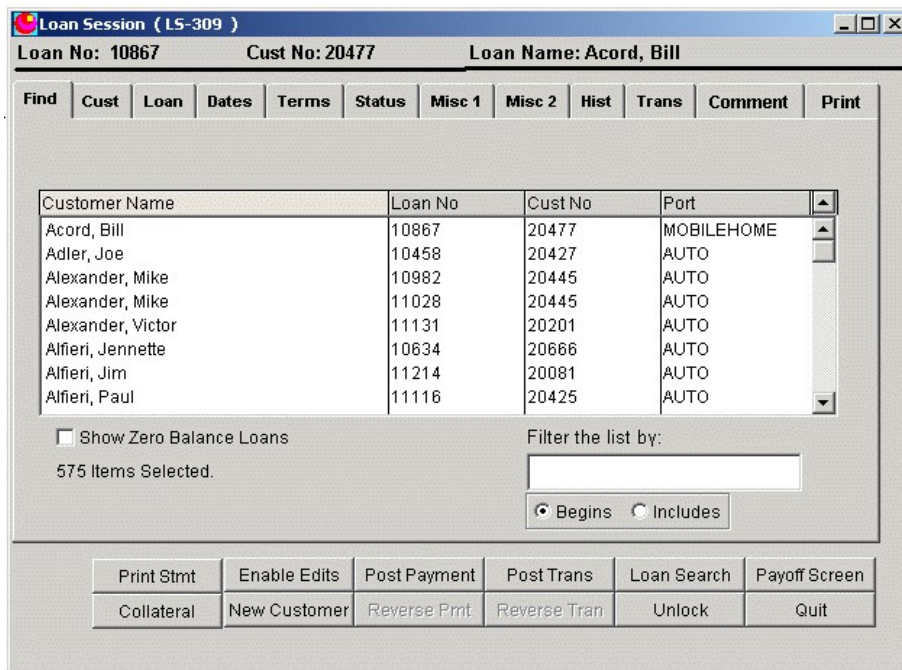 Loan Session ( LS-309 )
Loan No: 10867 Cust No: 20477 Loan Name: Acord, Bill
Find Cust Loan Dates Terms Status Misc 1 Misc 2 Hist Trans Comment Print
Customer Name Loan No Cust No Port
Acord, Bill 10867 20477 MOBILEHOME
Adler, Joe 10458 20427 AUTO
Alexander, Mike 10982 20445 AUTO
Alexander, Mike 11028 20445 AUTO
Alexander, Victor 11131 20201 AUTO
Alfieri, Jennette 10634 20666 AUTO
Alfieri, Jim 11214 20081 AUTO
Alfieri, Paul 11116 20425 AUTO
Show Zero Balance Loans Filter the list by:
575 Items Selected.
Begins Includes
Print Stmt Enable Edits Post Payment Post Trans Loan Search Payoff Screen
Collateral New Customer Reverse Pmt Reverse Tran Unlock Quit